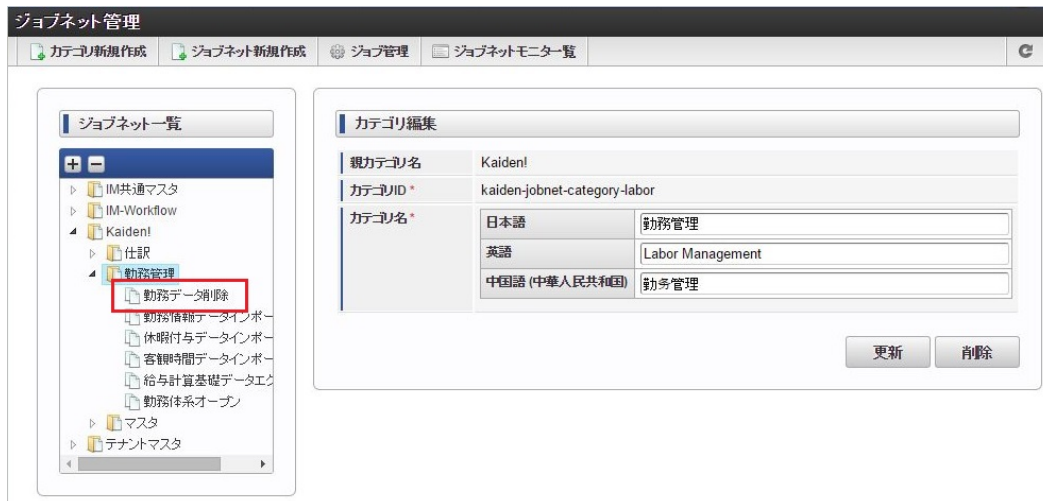 ジョブネット管理
カテゴリ新規作成 ジョブネット新規作成 ジョブ管理 ジョブネットモニター覧
ジョブネット一覧
IM共通マスタ
IM-Workflow
Kaiden!
仕訳
勤務管理
勤務データ削除
勤務情報データインポー
休暇付与データインポー
客観時間データインポー
給与計算基礎データエク
勤務体系オープン
マスタ
テナントマスタ
カテゴリ編集
親カテゴリ名 Kaiden!
カテゴリID * kaiden-jobnet-category-labor
カテゴリ名 *
日本語 勤務管理
英語 Labor Management
中国語 (中華人民共和国) 勤务管理
更新 削除